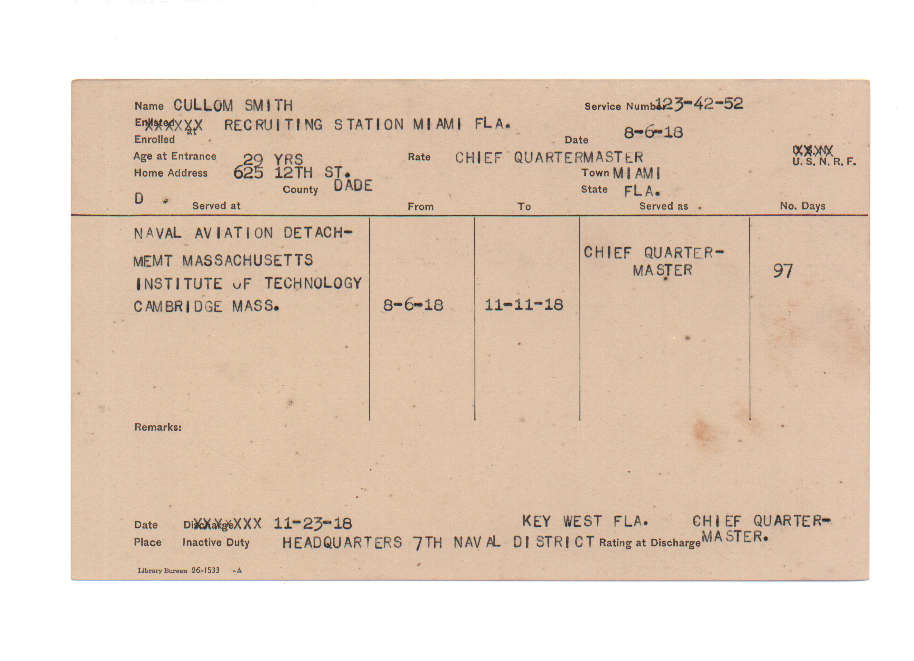 Name CULLOM SMITH Service Number 123-42-52
Enlisted XXXXXX at RECRUITING STATION MIAMI FLA.
Enrolled Date 8-6-18
Age at Entrance 29 YRS Rate CHIEF QUARTERMASTER U.S.N.R.F.
Home Address 625 12TH ST. Town MIAMI
County DADE State FLA.
D
Served at From To Served as No. Days
NAVAL AVIATION DETACH-
MEMT MASSACHUSETTS CHIEF QUARTER-
INSTITUTE OF TECHNOLOGY MASTER 97
CAMBRIDGE MASS. 8-6-18 11-11-18
Remarks:
Date Discharge XXX 11-23-18 KEY WEST FLA. CHIEF QUARTER-
Place Inactive Duty HEADQUARTERS 7TH NAVAL DISTRICT Rating at Discharge MASTER.
Library Bureau 26-1533 -A